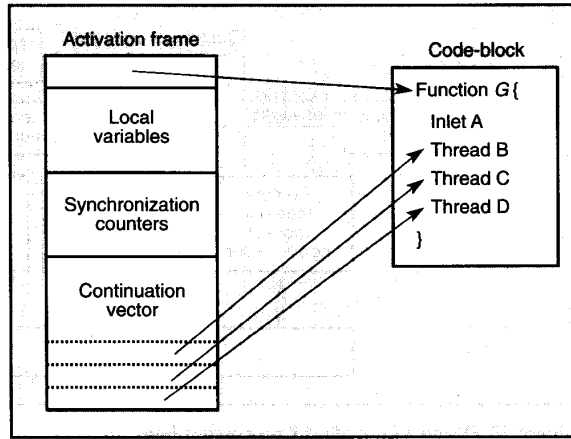 Activation frame
Local
variables
Synchronization
counters
Continuation
vector
Code-block
Function G {
Inlet A
Thread B
Thread C
Thread D
}